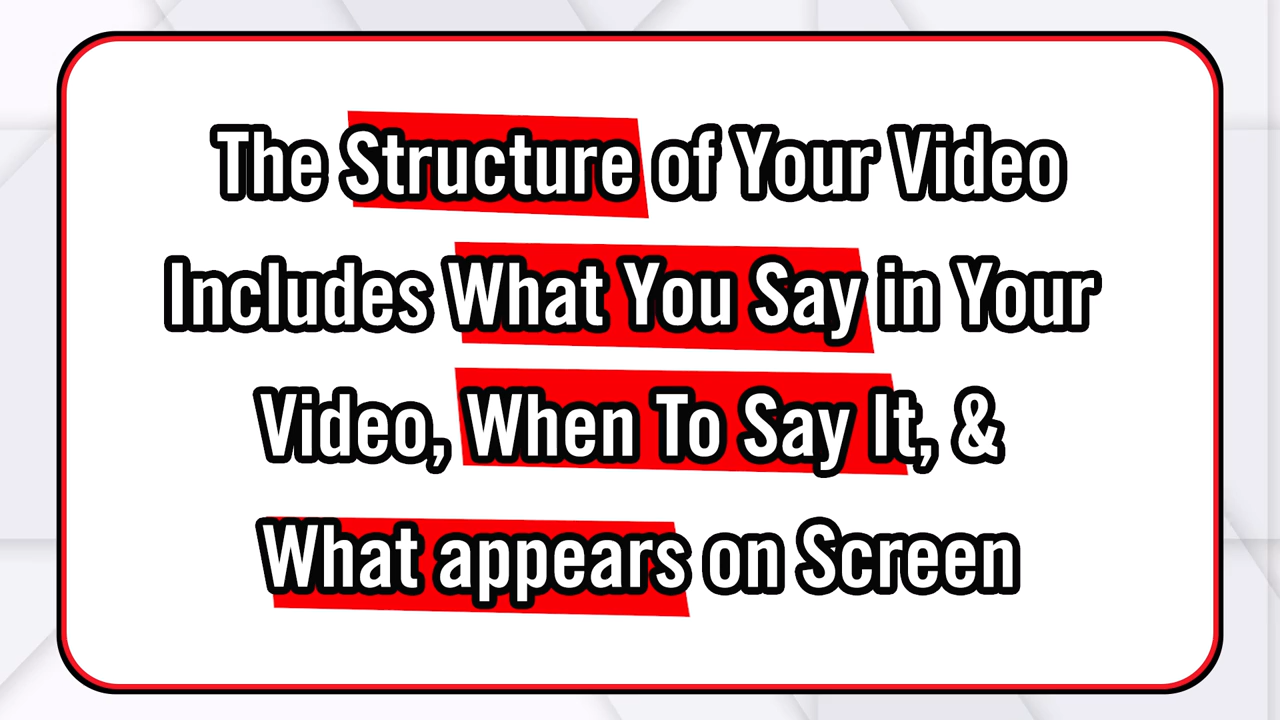 The Structure of Your Video
Includes What You Say in Your
Video, When To Say It, &
What appears on Screen